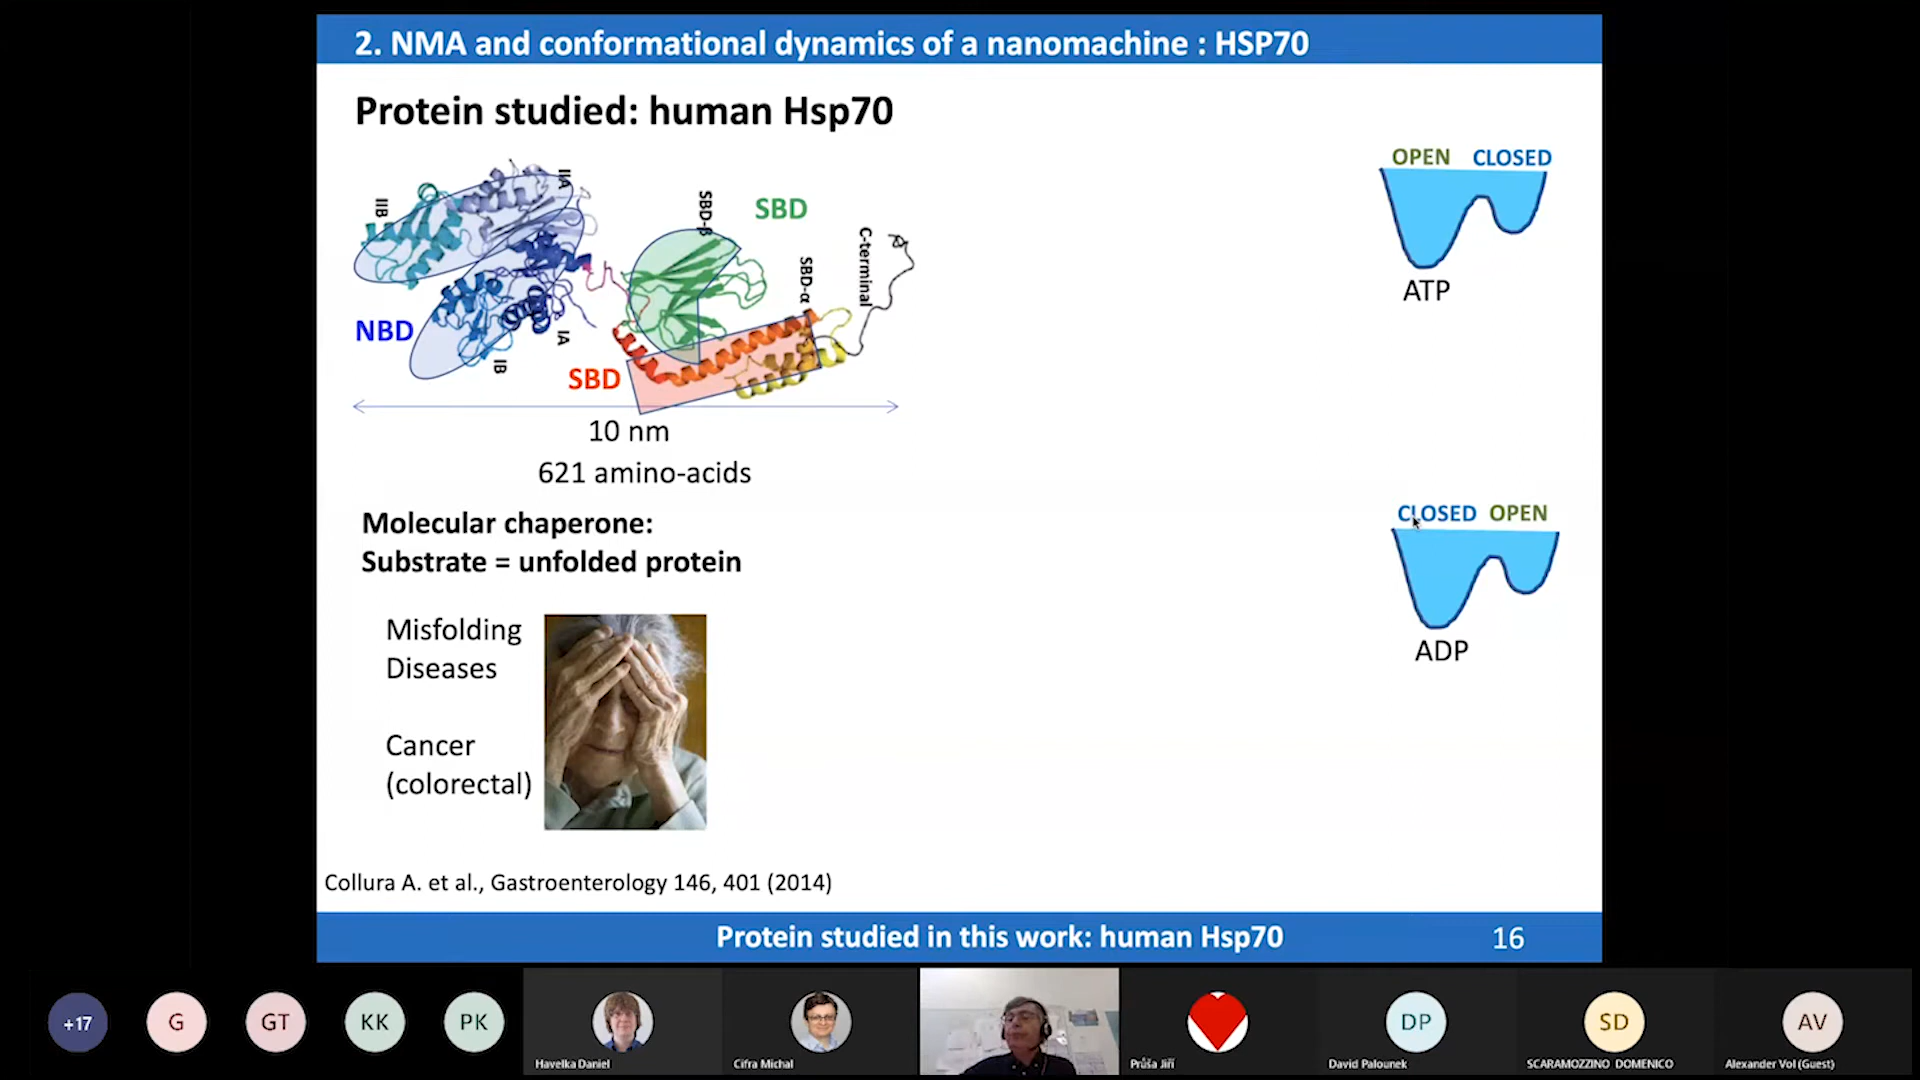 2. NMA and conformational dynamics of a nanomachine : HSP70
Protein studied: human Hsp70
IIB
IIA
SBD-β
SBD
SBD-α
C-terminal
NBD
IA
IB
SBD
10 nm
621 amino-acids
OPEN CLOSED
ATP
CLOSED OPEN
ADP
Molecular chaperone:
Substrate = unfolded protein
Misfolding
Diseases
Cancer
(colorectal)
Collura A. et al., Gastroenterology 146, 401 (2014)
Protein studied in this work: human Hsp70
16
+17
G
GT
KK
PK
Havelka Daniel
Cifra Michal
Průša Jiří
DP
David Palounek
SD
SCARAMOZZINO DOMENICO
AV
Alexander Vol (Guest)